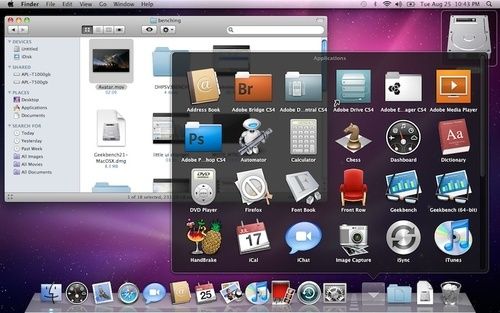 Finder File Edit View Go Window Help
Tue Aug 25 10:43 PM
benching
DEVICES
Untitled
iDisk
SHARED
APL-T1000gb
APL-T500gb
PLACES
Desktop
Applications
Documents
SEARCH FOR
Today
Yesterday
Past Week
All Images
All Movies
All Documents
Avatar.mov
02:09
Geekbench21-
MacOSX.dmg
1 of 18 selected
Applications
Address Book
Adobe Bridge CS4
Adobe D...ntral CS4
Adobe Drive CS4
Adobe E...ager CS4
Adobe Media Player
Adobe P...hop CS4
Automator
Calculator
Chess
Dashboard
Dictionary
DVD Player
Firefox
Font Book
Front Row
Geekbench
Geekbench (64-bit)
HandBrake
iCal
iChat
Image Capture
iSync
iTunes
Br
Ps
Aa
JUL
17
25